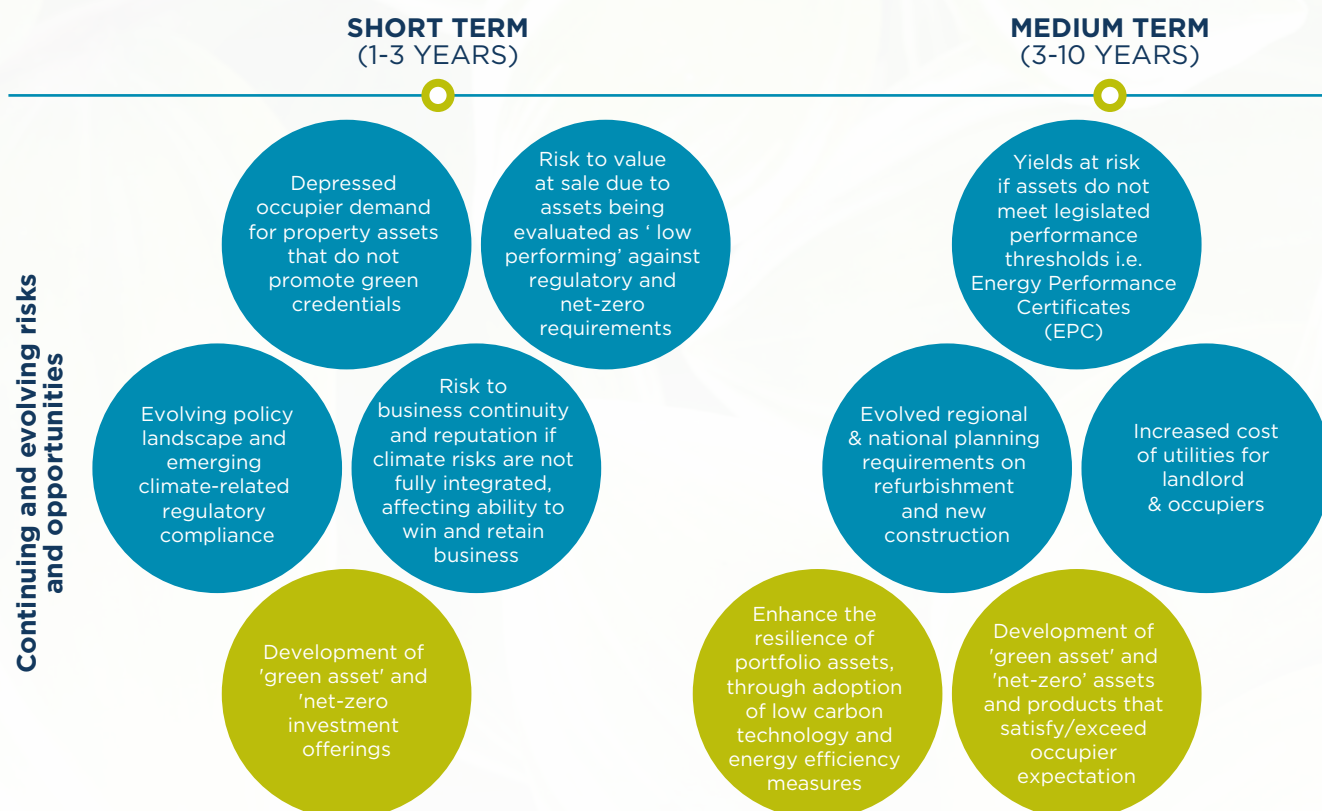 SHORT TERM
(1-3 YEARS)
MEDIUM TERM
(3-10 YEARS)
Continuing and evolving risks
and opportunities
Depressed
occupier demand
for property assets
that do not
promote green
credentials
Risk to value
at sale due to
assets being
evaluated as ‘ low
performing’ against
regulatory and
net-zero
requirements
Evolving policy
landscape and
emerging
climate-related
regulatory
compliance
Risk to
business continuity
and reputation if
climate risks are not
fully integrated,
affecting ability to
win and retain
business
Development of
'green asset' and
'net-zero
investment
offerings
Yields at risk
if assets do not
meet legislated
performance
thresholds i.e.
Energy Performance
Certificates
(EPC)
Evolved regional
& national planning
requirements on
refurbishment
and new
construction
Increased cost
of utilities for
landlord
& occupiers
Enhance the
resilience of
portfolio assets,
through adoption
of low carbon
technology and
energy efficiency
measures
Development of
'green asset' and
'net-zero’ assets
and products that
satisfy/exceed
occupier
expectation